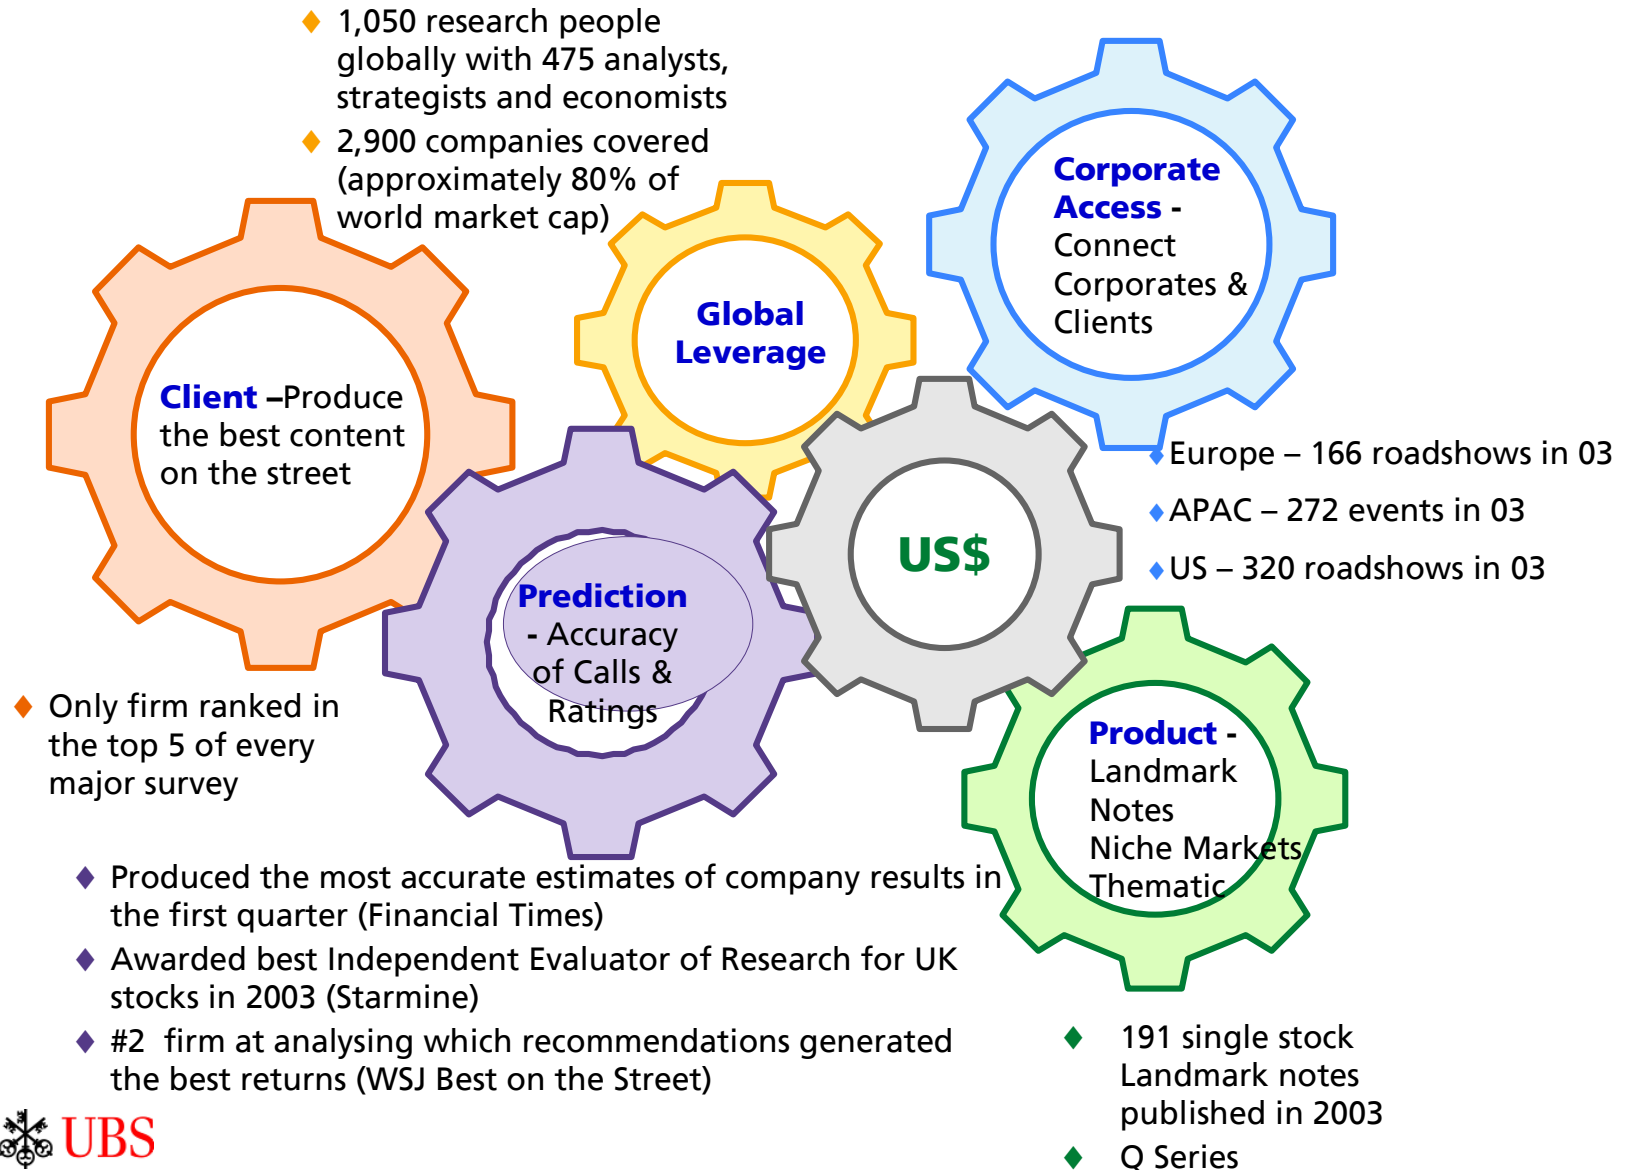 ♦ 1,050 research people
globally with 475 analysts,
strategists and economists
♦ 2,900 companies covered
(approximately 80% of
world market cap)
Corporate
Access -
Connect
Corporates &
Clients
Global
Leverage
Client –Produce
the best content
on the street
♦ Europe – 166 roadshows in 03
♦ APAC – 272 events in 03
♦ US – 320 roadshows in 03
US$
Prediction
- Accuracy
of Calls &
Ratings
♦ Only firm ranked in
the top 5 of every
major survey
Product -
Landmark
Notes
Niche Markets
Thematic
♦ Produced the most accurate estimates of company results in
the first quarter (Financial Times)
♦ Awarded best Independent Evaluator of Research for UK
stocks in 2003 (Starmine)
♦ #2 firm at analysing which recommendations generated
the best returns (WSJ Best on the Street)
♦ 191 single stock
Landmark notes
published in 2003
♦ Q Series
UBS